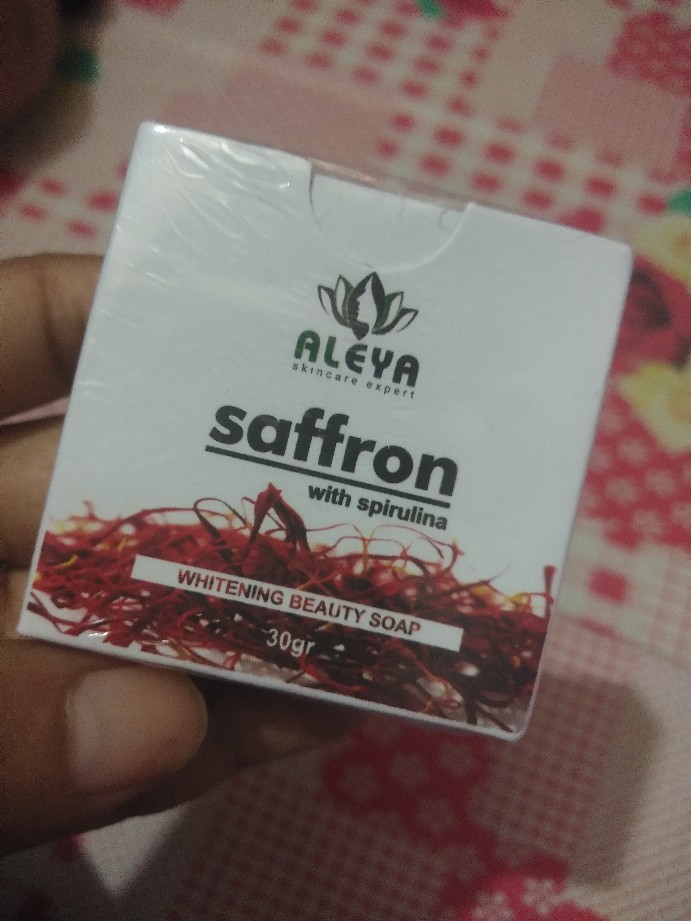 ALEYA
skincare expert
saffron
with spirulina
WHITENING BEAUTY SOAP
30gr